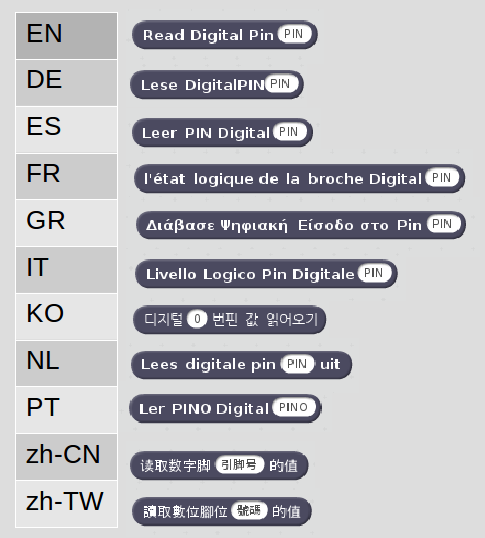 EN Read Digital Pin PIN
DE Lese DigitalPIN PIN
ES Leer PIN Digital PIN
FR l'état logique de la broche Digital PIN
GR Διάβασε Ψηφιακή Είσοδο στο Pin PIN
IT Livello Logico Pin Digitale PIN
KO 디지털 0 번핀 값 읽어오기
NL Lees digitale pin PIN uit
PT Ler PINO Digital PINO
zh-CN 读取数字脚 引脚号 的值
zh-TW 讀取數位腳位 號碼 的值